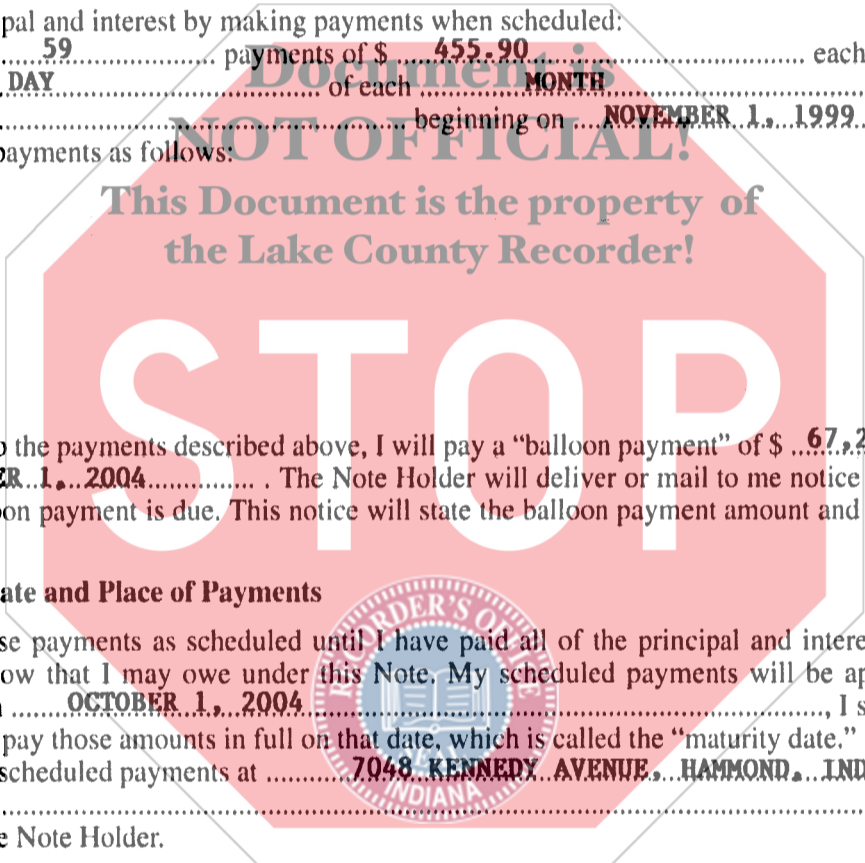 pal and interest by making payments when scheduled:
59 payments of $ 455.90 each
DAY of each MONTH
beginning on NOVEMBER 1, 1999
payments as follows:
Document is
NOT OFFICIAL!
This Document is the property of
the Lake County Recorder!
STOP
the payments described above, I will pay a “balloon payment” of $ 67,2
ER 1, 2004 . The Note Holder will deliver or mail to me notice
on payment is due. This notice will state the balloon payment amount and
ate and Place of Payments
se payments as scheduled until I have paid all of the principal and intere
ow that I may owe under this Note. My scheduled payments will be ap
OCTOBER 1, 2004 , I s
pay those amounts in full on that date, which is called the “maturity date.”
scheduled payments at 7048 KENNEDY AVENUE, HAMMOND, IND
e Note Holder.
RECORDER'S OFFICE
INDIANA